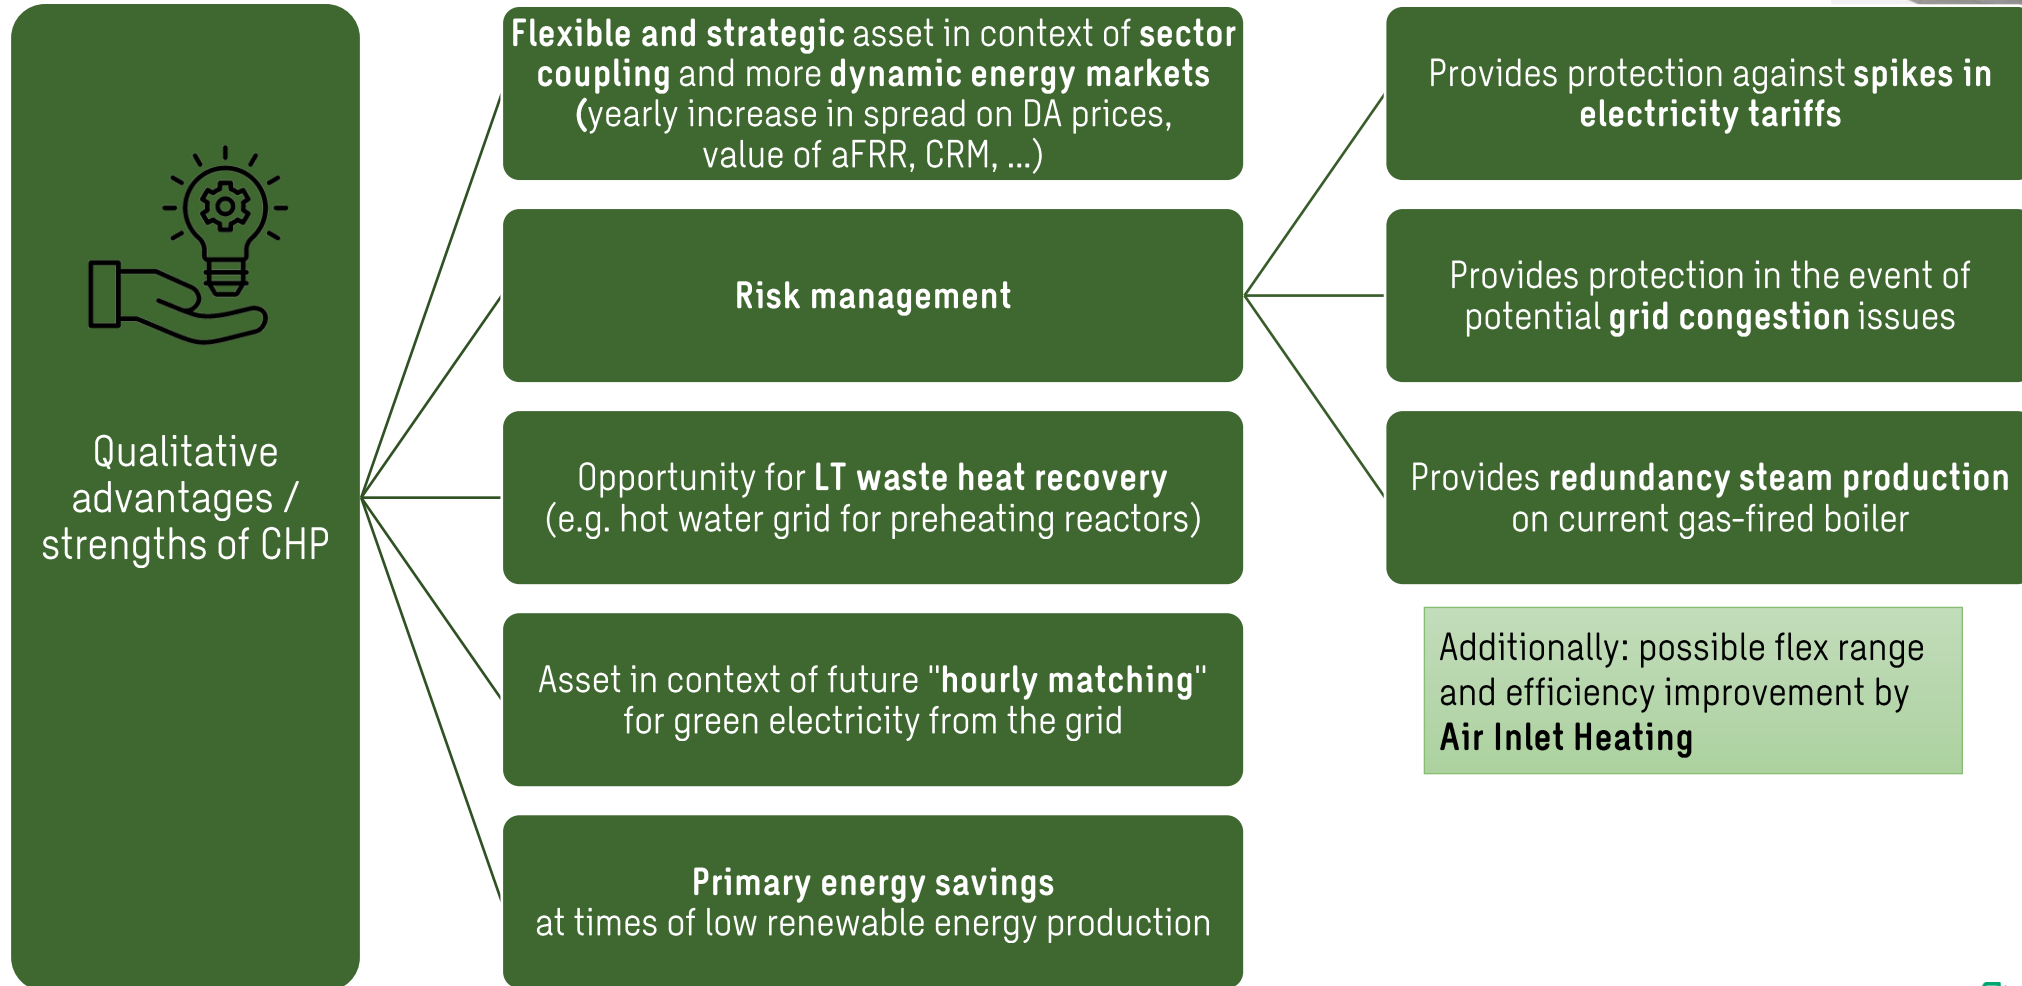 Qualitative
advantages /
strengths of CHP
Flexible and strategic asset in context of sector
coupling and more dynamic energy markets
(yearly increase in spread on DA prices,
value of aFRR, CRM, ...)
Risk management
Opportunity for LT waste heat recovery
(e.g. hot water grid for preheating reactors)
Asset in context of future "hourly matching"
for green electricity from the grid
Primary energy savings
at times of low renewable energy production
Provides protection against spikes in
electricity tariffs
Provides protection in the event of
potential grid congestion issues
Provides redundancy steam production
on current gas-fired boiler
Additionally: possible flex range
and efficiency improvement by
Air Inlet Heating